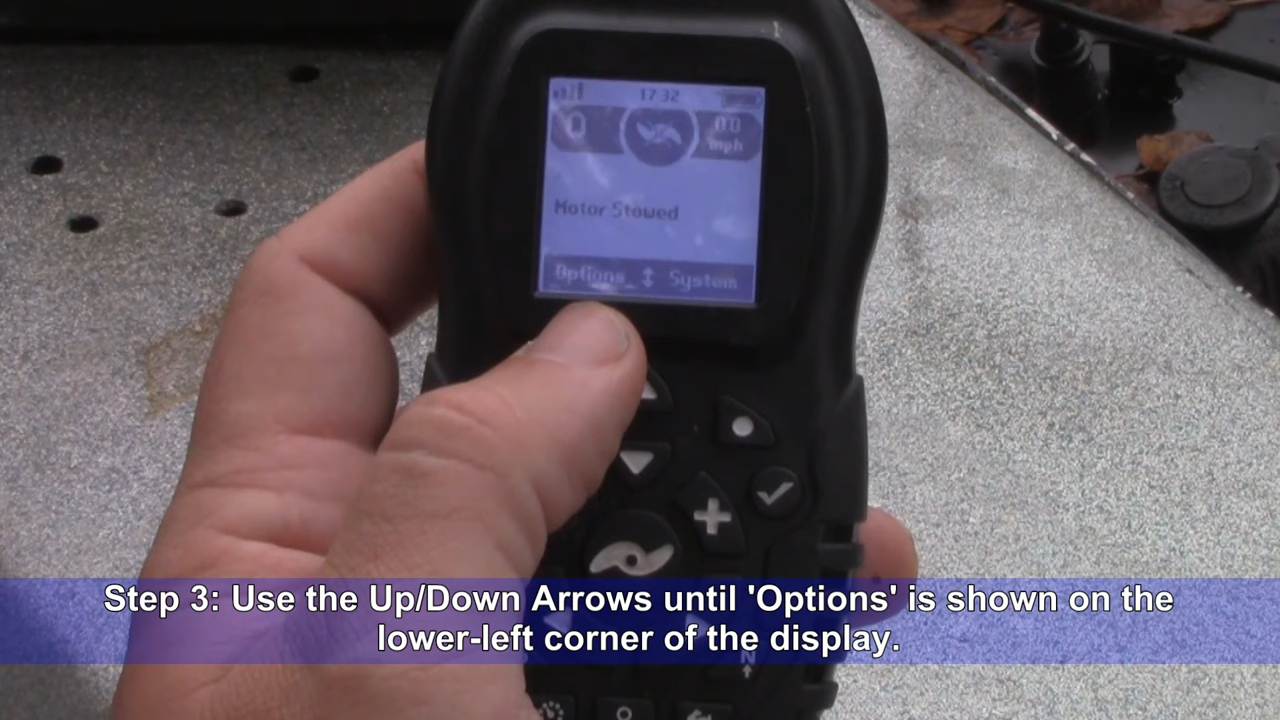 17:32
0
0.0
mph
Motor Stowed
Options System
Step 3: Use the Up/Down Arrows until 'Options' is shown on the
lower-left corner of the display.
N